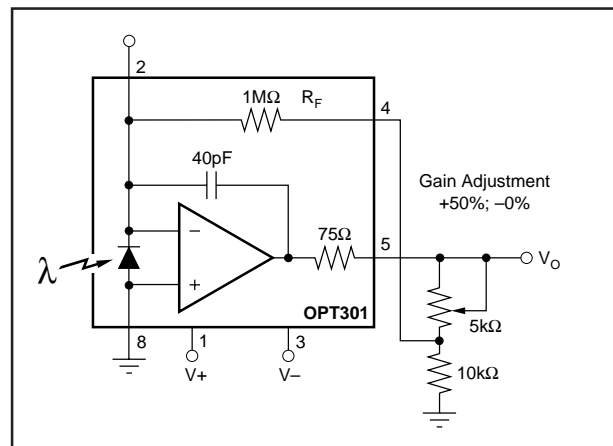 2
1MΩ R_F
4
40pF
Gain Adjustment
+50%; –0%
75Ω
5
V_O
λ
–
+
OPT301
5kΩ
8
1
3
10kΩ
V+
V–